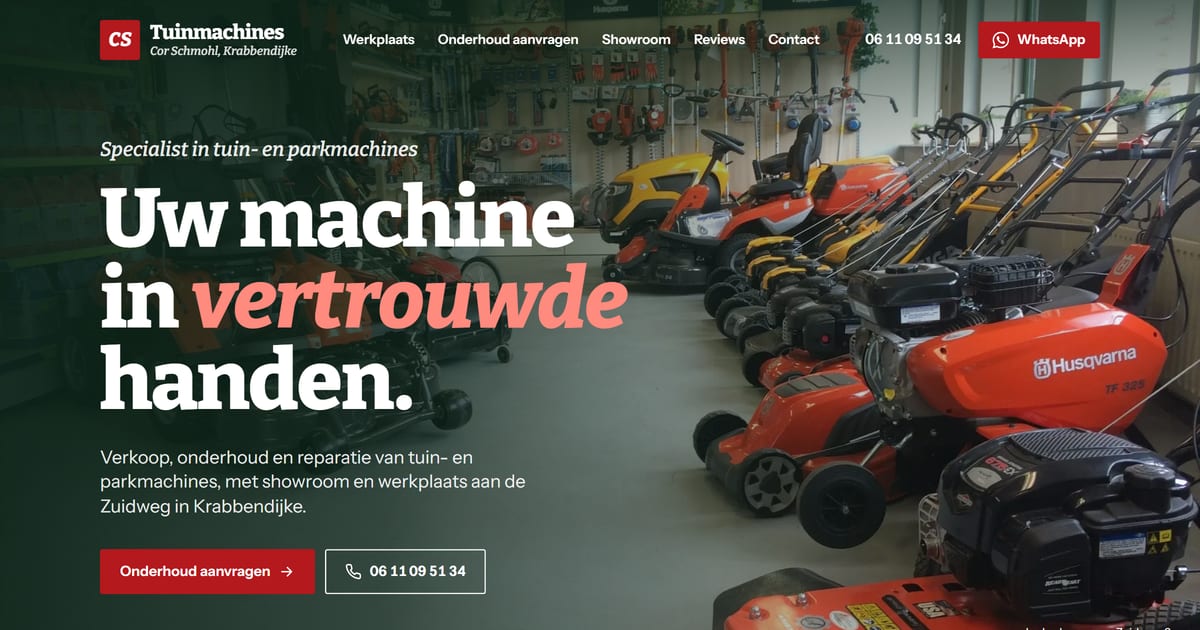 CS
Tuinmachines
Cor Schmohl, Krabbendijke
Werkplaats
Onderhoud aanvragen
Showroom
Reviews
Contact
06 11 09 51 34
WhatsApp
Husqvarna
Specialist in tuin- en parkmachines
Uw machine
in vertrouwde
handen.
Husqvarna
TF 325
Verkoop, onderhoud en reparatie van tuin- en
parkmachines, met showroom en werkplaats aan de
Zuidweg in Krabbendijke.
Onderhoud aanvragen
06 11 09 51 34
USA